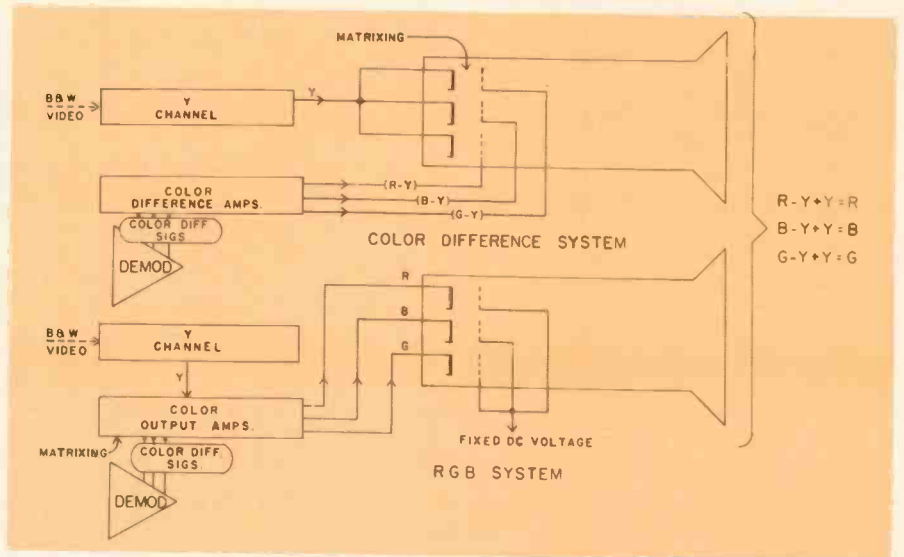 MATRIXING
B & W
VIDEO
Y
CHANNEL
Y
COLOR
DIFFERENCE AMPS.
(R-Y)
(B-Y)
(G-Y)
COLOR DIFF
SIGS
DEMOD
COLOR DIFFERENCE SYSTEM
R-Y+Y=R
B-Y+Y=B
G-Y+Y=G
B & W
VIDEO
Y
CHANNEL
Y
R
B
G
COLOR
OUTPUT AMPS.
MATRIXING
COLOR DIFF.
SIGS
DEMOD
FIXED DC VOLTAGE
RGB SYSTEM